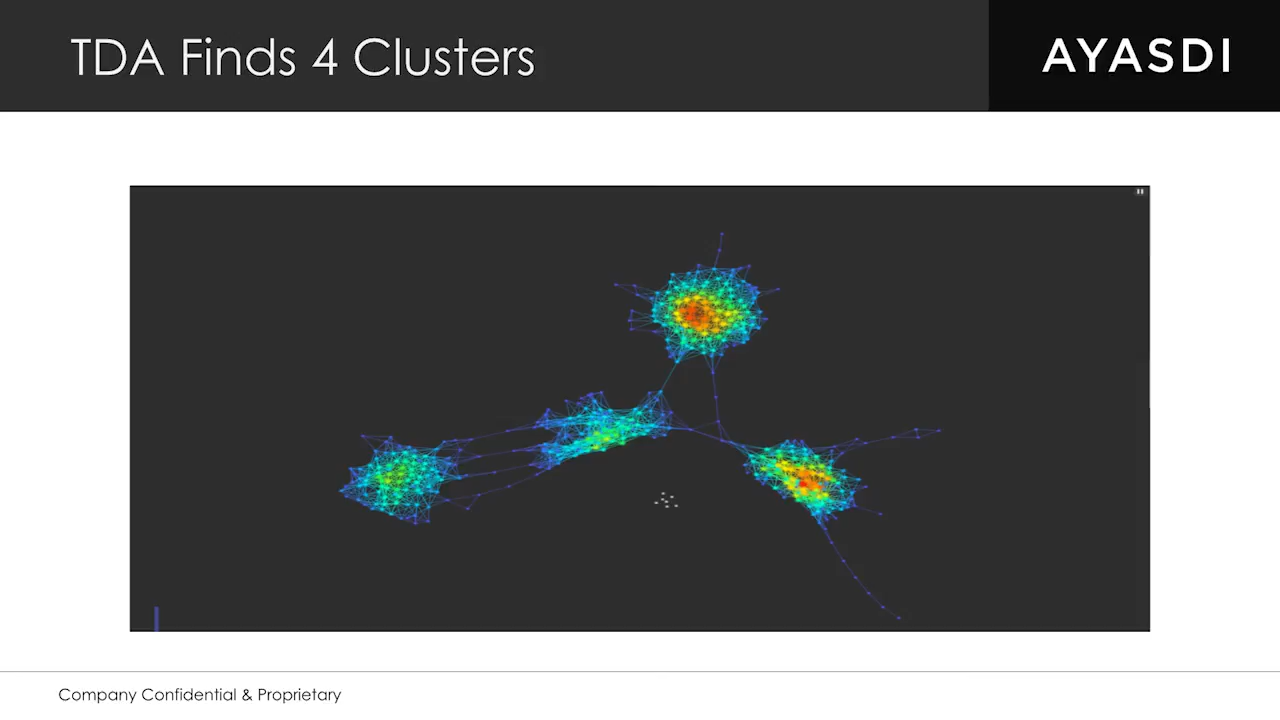 TDA Finds 4 Clusters
AYASDI
Company Confidential & Proprietary